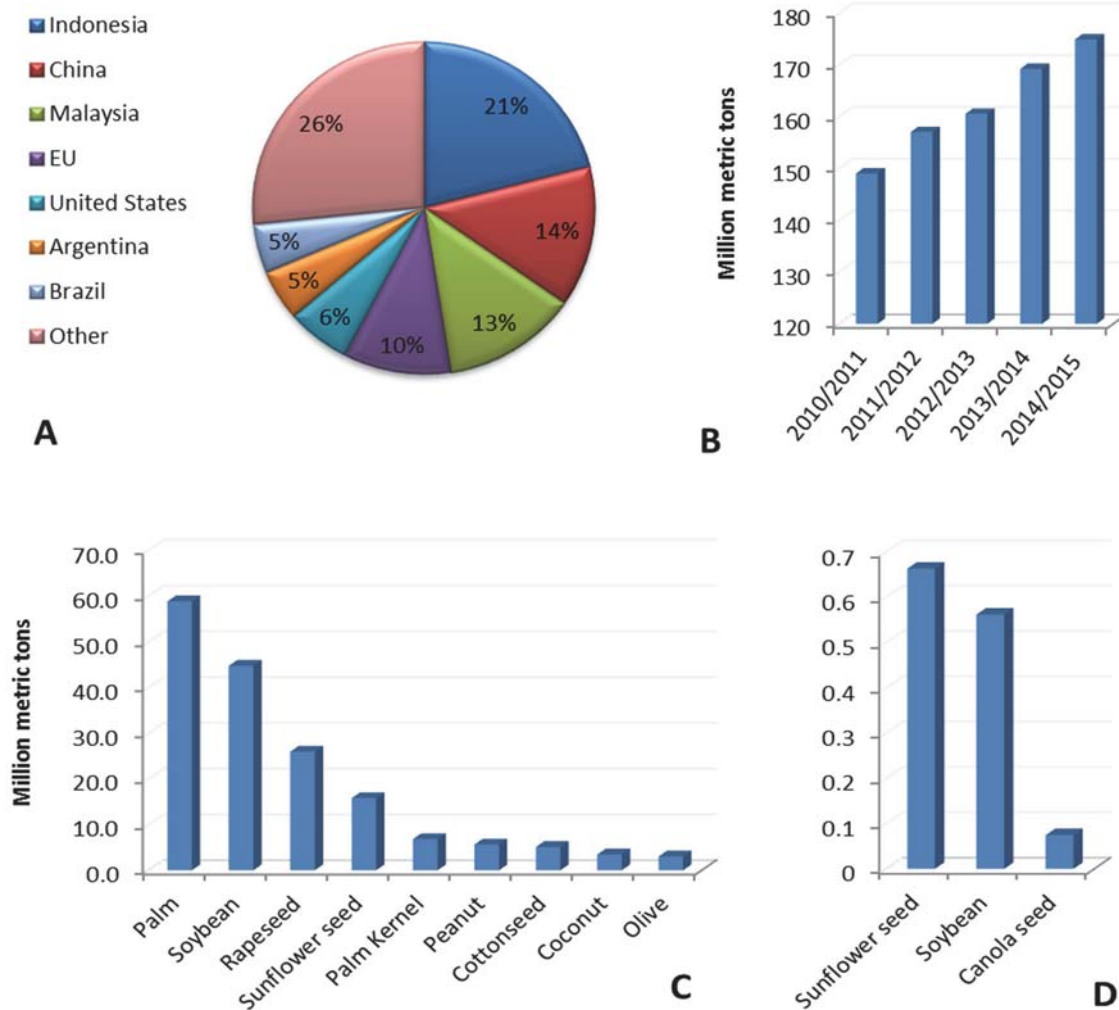 Indonesia
China
Malaysia
EU
United States
Argentina
Brazil
Other
21%
14%
13%
10%
6%
5%
5%
26%
A
Million metric tons
180
170
160
150
140
130
120
2010/2011
2011/2012
2012/2013
2013/2014
2014/2015
B
Million metric tons
70.0
60.0
50.0
40.0
30.0
20.0
10.0
0.0
Palm
Soybean
Rapeseed
Sunflower seed
Palm Kernel
Peanut
Cottonseed
Coconut
Olive
C
0.7
0.6
0.5
0.4
0.3
0.2
0.1
0
Sunflower seed
Soybean
Canola seed
D